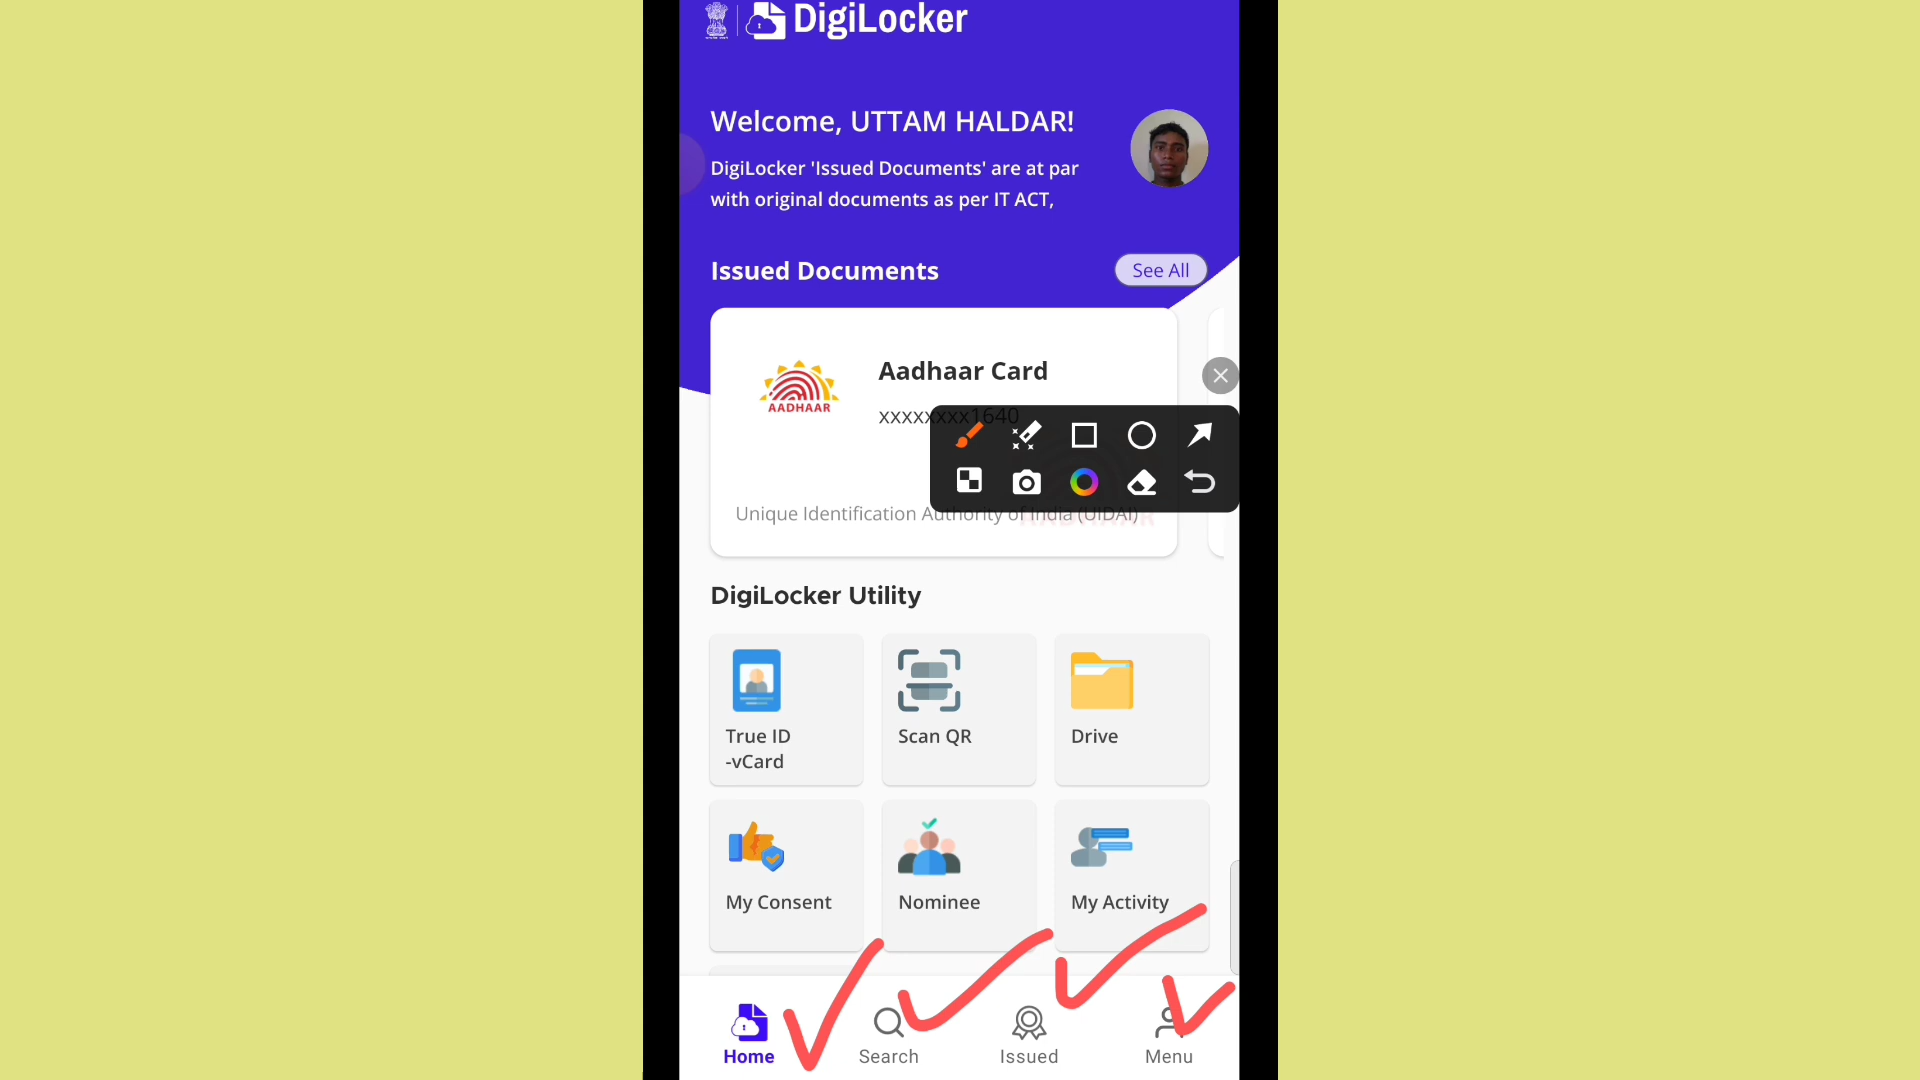 DigiLocker
Welcome, UTTAM HALDAR!
DigiLocker 'Issued Documents' are at par
with original documents as per IT ACT,
Issued Documents
See All
AADHAAR
Aadhaar Card
xxxxxxxx1640
Unique Identification Authority of India (UIDAI)
AADHAAR
DigiLocker Utility
True ID
-vCard
Scan QR
Drive
My Consent
Nominee
My Activity
Home
Search
Issued
Menu